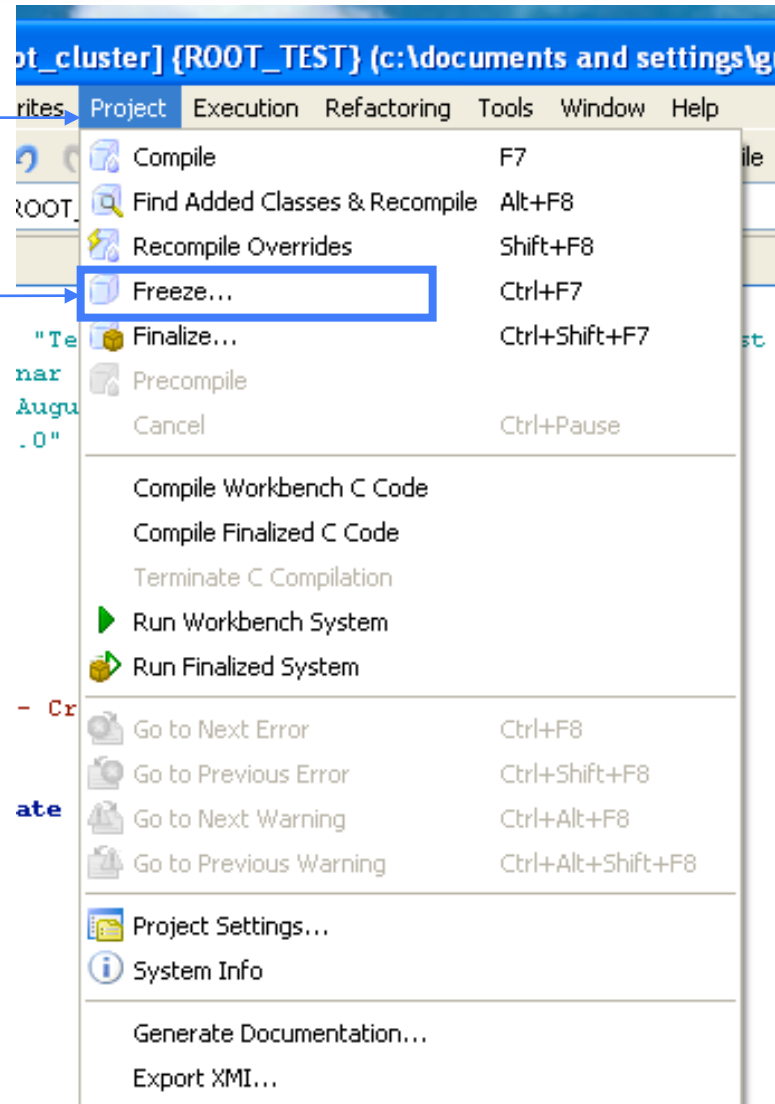 ot_cluster] {ROOT_TEST} (c:\documents and settings\g
rites Project Execution Refactoring Tools Window Help
Compile F7 ile
ROOT_ Find Added Classes & Recompile Alt+F8
Recompile Overrides Shift+F8
Freeze... Ctrl+F7
"Te Finalize... Ctrl+Shift+F7 st
nar Precompile
Augu
.0" Cancel Ctrl+Pause
Compile Workbench C Code
Compile Finalized C Code
Terminate C Compilation
Run Workbench System
Run Finalized System
- Cr
Go to Next Error Ctrl+F8
Go to Previous Error Ctrl+Shift+F8
ate Go to Next Warning Ctrl+Alt+F8
Go to Previous Warning Ctrl+Alt+Shift+F8
Project Settings...
System Info
Generate Documentation...
Export XMI...